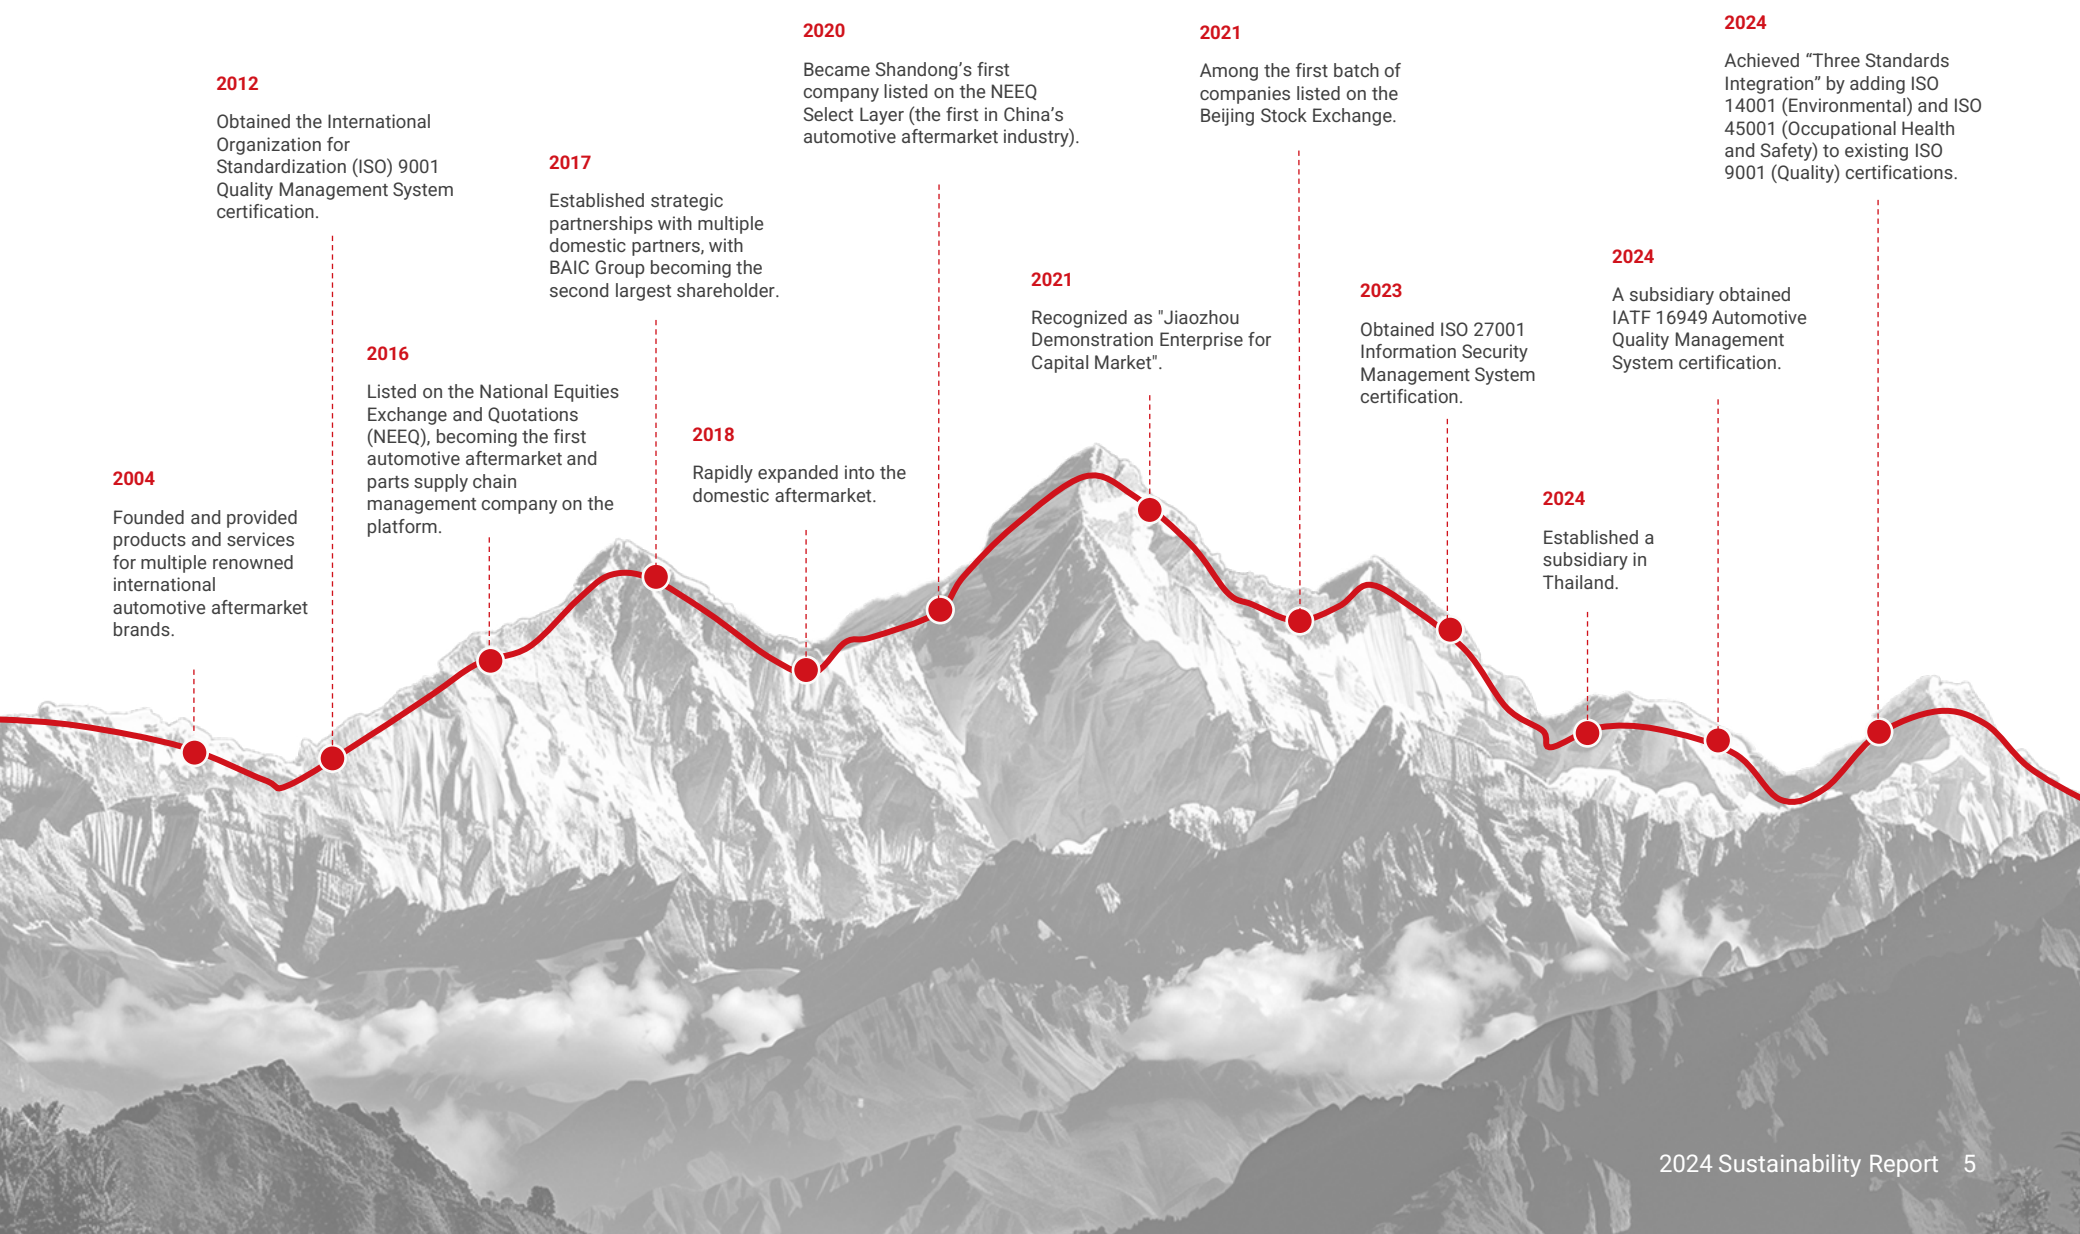 2004
Founded and provided
products and services
for multiple renowned
international
automotive aftermarket
brands.
2012
Obtained the International
Organization for
Standardization (ISO) 9001
Quality Management System
certification.
2016
Listed on the National Equities
Exchange and Quotations
(NEEQ), becoming the first
automotive aftermarket and
parts supply chain
management company on the
platform.
2017
Established strategic
partnerships with multiple
domestic partners, with
BAIC Group becoming the
second largest shareholder.
2018
Rapidly expanded into the
domestic aftermarket.
2020
Became Shandong’s first
company listed on the NEEQ
Select Layer (the first in China’s
automotive aftermarket industry).
2021
Recognized as "Jiaozhou
Demonstration Enterprise for
Capital Market".
2021
Among the first batch of
companies listed on the
Beijing Stock Exchange.
2023
Obtained ISO 27001
Information Security
Management System
certification.
2024
Established a
subsidiary in
Thailand.
2024
A subsidiary obtained
IATF 16949 Automotive
Quality Management
System certification.
2024
Achieved “Three Standards
Integration” by adding ISO
14001 (Environmental) and ISO
45001 (Occupational Health
and Safety) to existing ISO
9001 (Quality) certifications.
2024 Sustainability Report 5